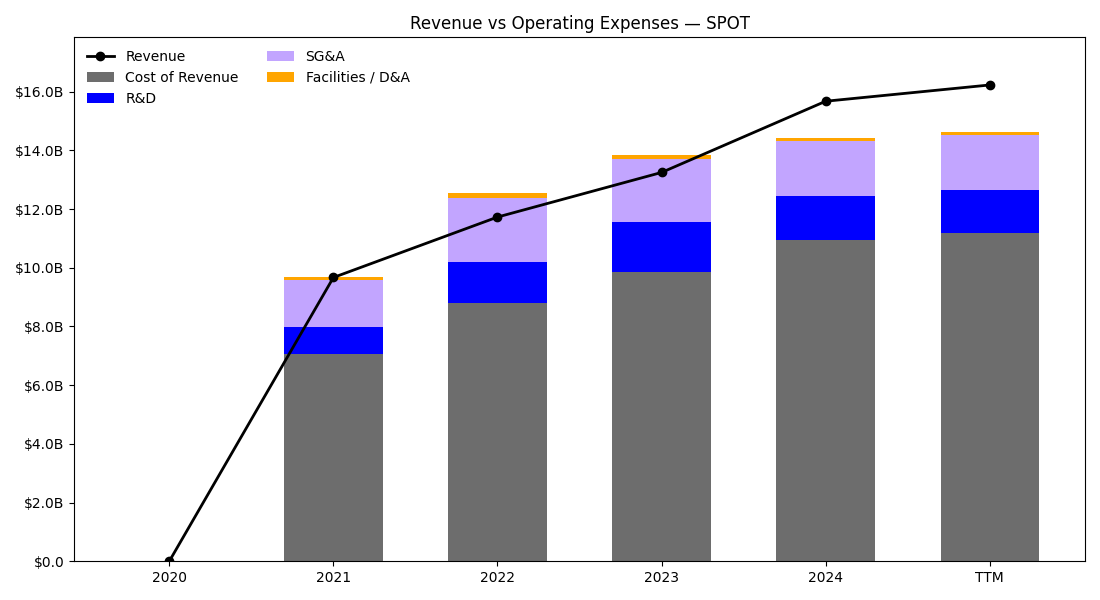 Revenue vs Operating Expenses — SPOT
Revenue
Cost of Revenue
R&D
SG&A
Facilities / D&A
$16.0B
$14.0B
$12.0B
$10.0B
$8.0B
$6.0B
$4.0B
$2.0B
$0.0
2020 2021 2022 2023 2024 TTM